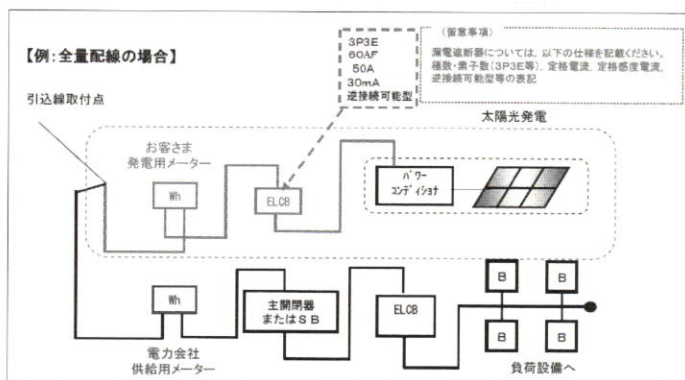 【例：全量配線の場合】
3P3E
60AF
50A
30mA
逆接続可能型
（留意事項）
漏電遮断器については、以下の仕様を記載ください。
極数・素子数（3P3E等）、定格電流、定格感度電流、
逆接続可能型等の表記
引込線取付点
太陽光発電
お客さま
発電用メーター
Wh
ELCB
パワー
コンディショナ
Wh
主開閉器
またはSB
ELCB
B
B
B
B
電力会社
供給用メーター
負荷設備へ